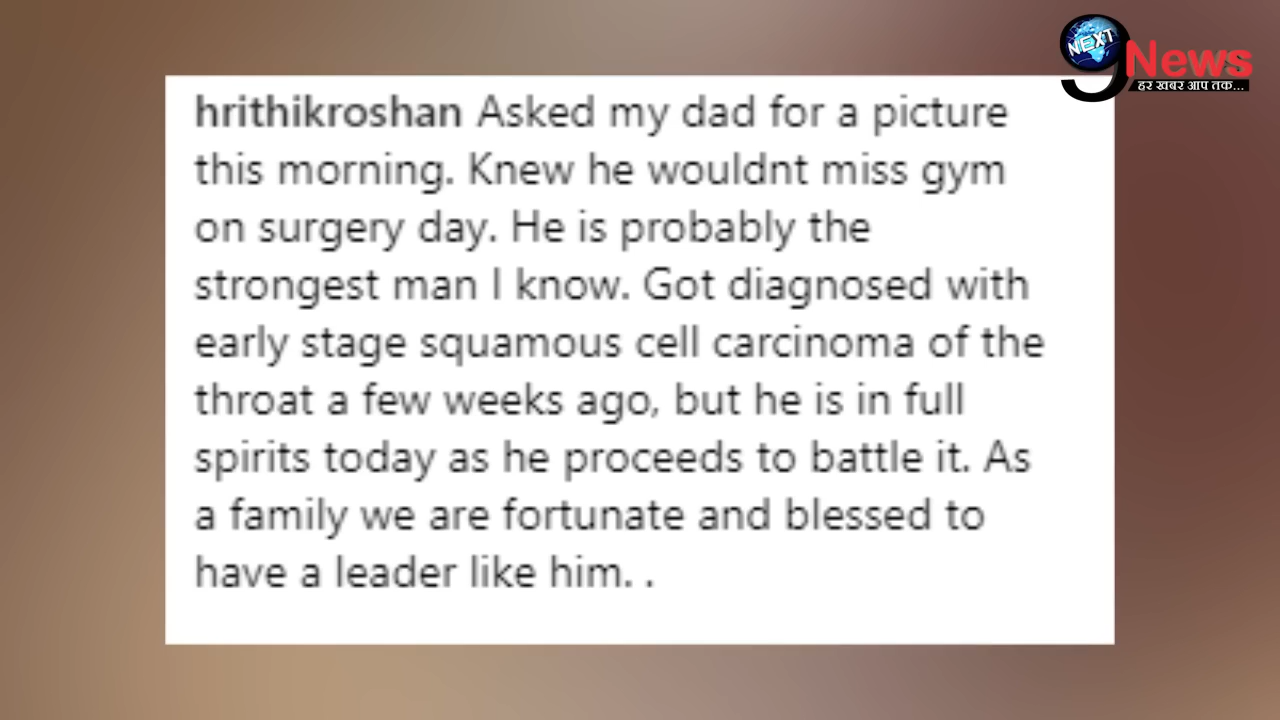 NEXT
9 News
हर खबर आप तक...
hrithikroshan Asked my dad for a picture
this morning. Knew he wouldnt miss gym
on surgery day. He is probably the
strongest man I know. Got diagnosed with
early stage squamous cell carcinoma of the
throat a few weeks ago, but he is in full
spirits today as he proceeds to battle it. As
a family we are fortunate and blessed to
have a leader like him. .